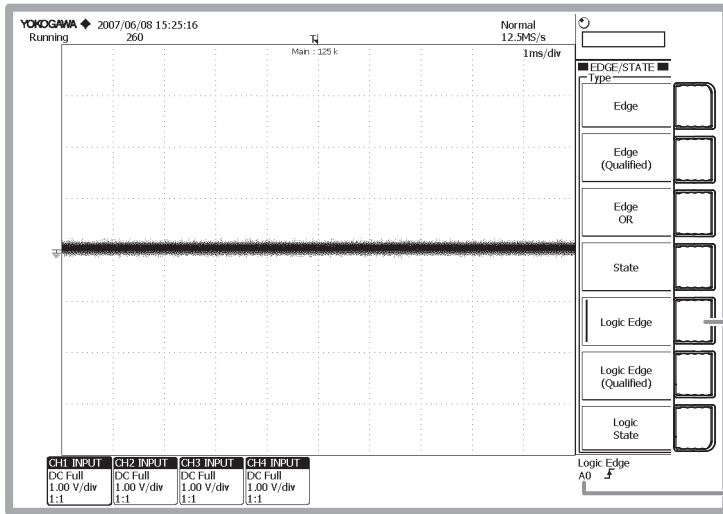 YOKOGAWA ◆ 2007/06/08 15:25:16
Normal
Running 260
12.5MS/s
Main : 125 k
1ms/div
EDGE/STATE
Type
Edge
Edge
(Qualified)
Edge
OR
State
Logic Edge
Logic Edge
(Qualified)
Logic
State
CH1 INPUT
DC Full
1.00 V/div
1:1
CH2 INPUT
DC Full
1.00 V/div
1:1
CH3 INPUT
DC Full
1.00 V/div
1:1
CH4 INPUT
DC Full
1.00 V/div
1:1
Logic Edge
A0